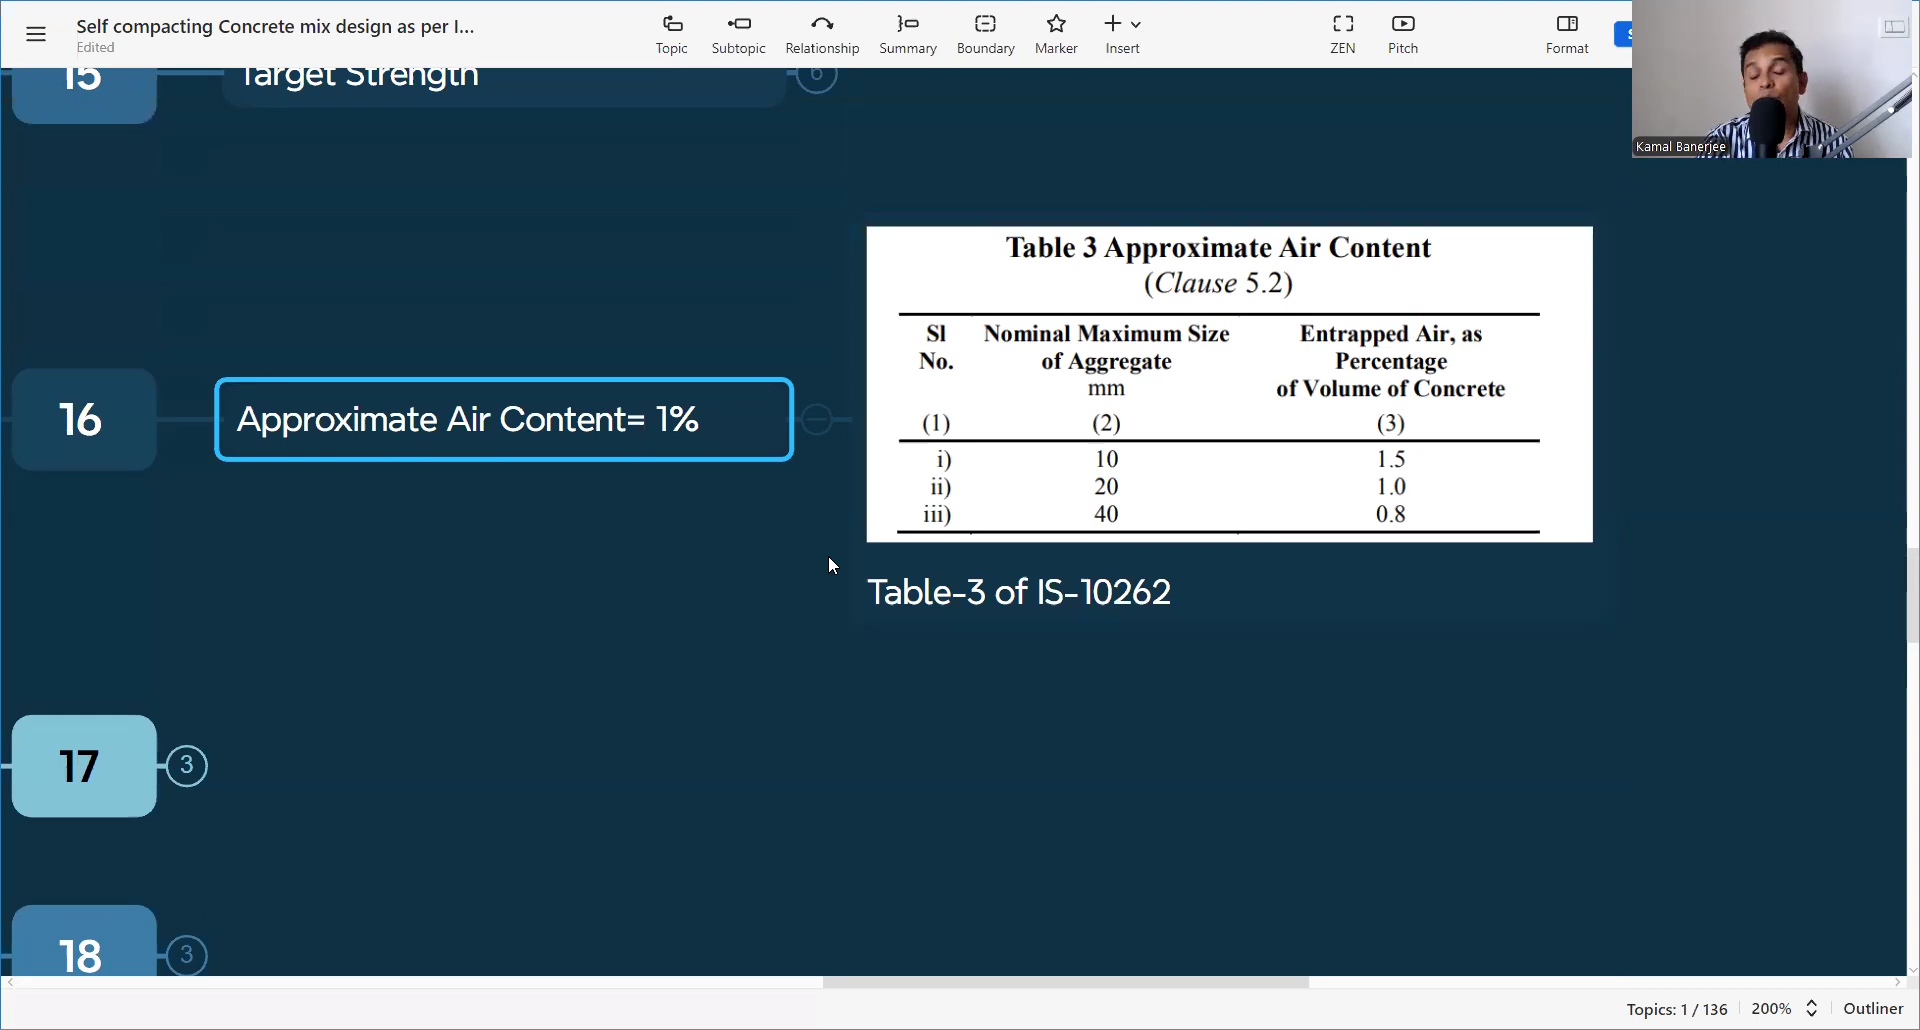 Self compacting Concrete mix design as per I...
Edited
Topic
Subtopic
Relationship
Summary
Boundary
Marker
Insert
ZEN
Pitch
Format
Kamal Banerjee
15
Target Strength
6
Table 3 Approximate Air Content
(Clause 5.2)
Sl No.
Nominal Maximum Size of Aggregate mm
Entrapped Air, as Percentage of Volume of Concrete
(1) (2) (3)
i) 10 1.5
ii) 20 1.0
iii) 40 0.8
16
Approximate Air Content= 1%
Table-3 of IS-10262
17
3
18
3
Topics: 1 / 136
200%
Outliner